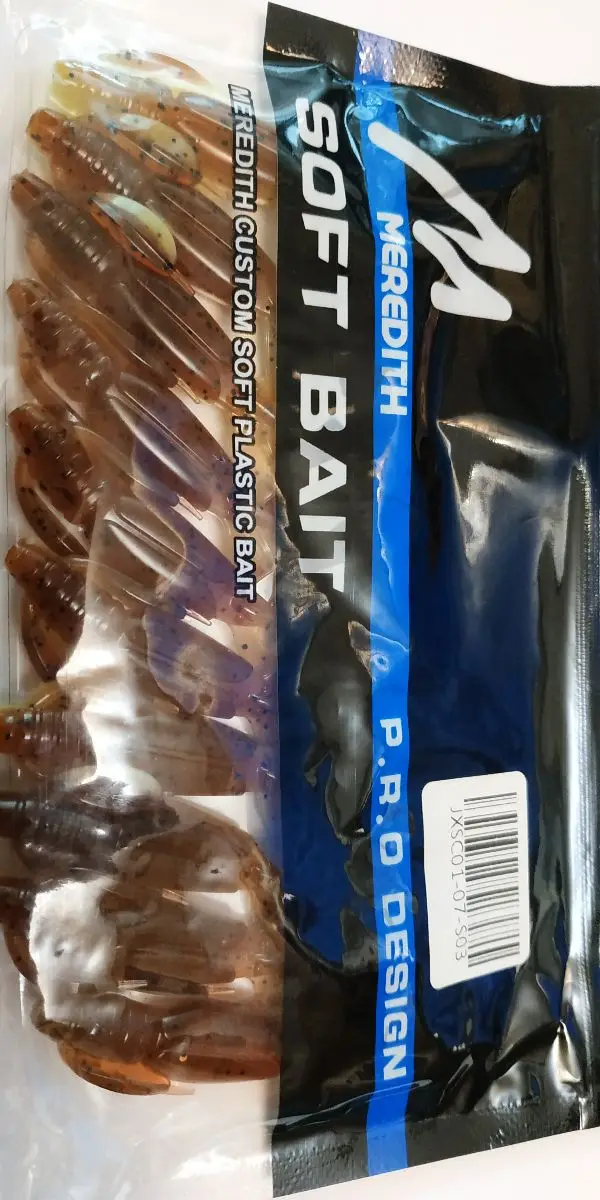 MEREDITH P.R.O DESIGN
SOFT BAIT
MEREDITH CUSTOM SOFT PLASTIC BAIT
JXSC01-07-S03